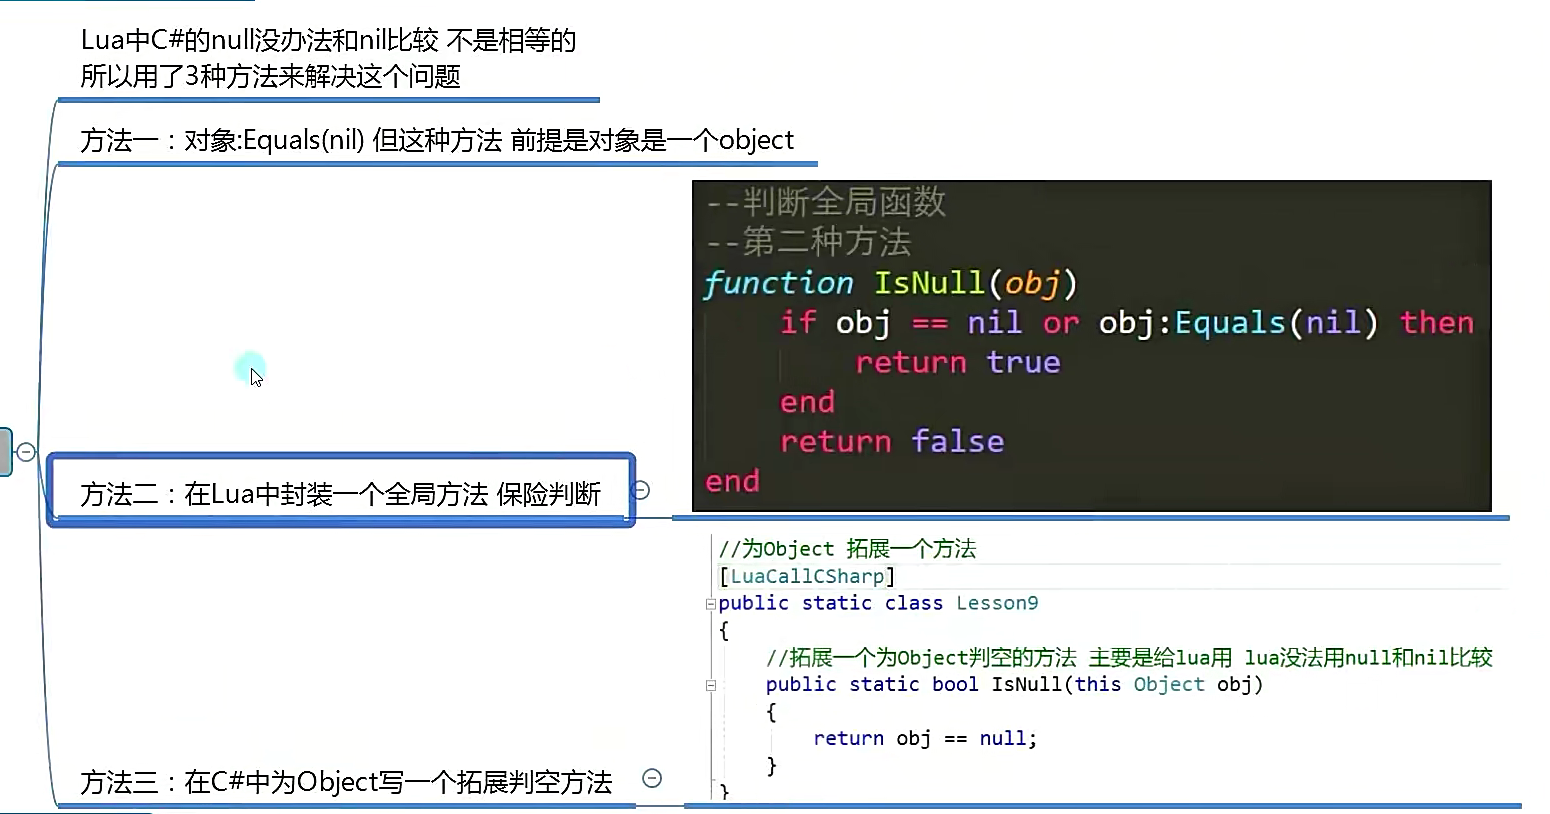 Lua中C#的null没办法和nil比较 不是相等的
所以用了3种方法来解决这个问题
方法一：对象:Equals(nil) 但这种方法 前提是对象是一个object
--判断全局函数
--第二种方法
function IsNull(obj)
if obj == nil or obj:Equals(nil) then
return true
end
return false
end
方法二：在Lua中封装一个全局方法 保险判断
//为Object 拓展一个方法
[LuaCallCSharp]
public static class Lesson9
{
//拓展一个为Object判空的方法 主要是给lua用 lua没法用null和nil比较
public static bool IsNull(this Object obj)
{
return obj == null;
}
}
方法三：在C#中为Object写一个拓展判空方法